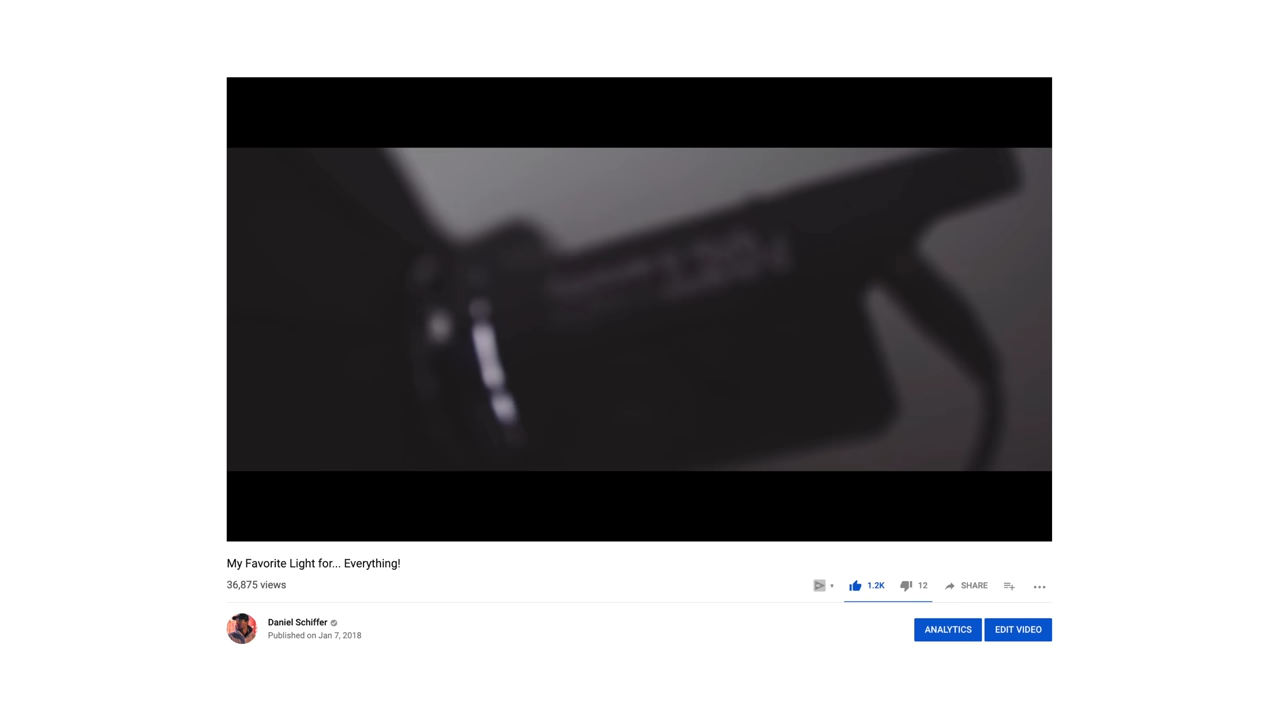 My Favorite Light for... Everything!
36,875 views
1.2K 12 SHARE
Daniel Schiffer
Published on Jan 7, 2018
ANALYTICS EDIT VIDEO